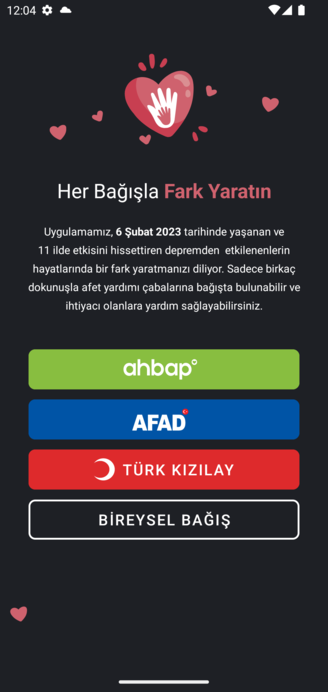 12:04
Her Bağışla Fark Yaratın
Uygulamamız, 6 Şubat 2023 tarihinde yaşanan ve
11 ilde etkisini hissettiren depremden etkilenenlerin
hayatlarında bir fark yaratmanızı diliyor. Sadece birkaç
dokunuşla afet yardımı çabalarına bağışta bulunabilir ve
ihtiyacı olanlara yardım sağlayabilirsiniz.
ahbap°
AFAD
TÜRK KIZILAY
BİREYSEL BAĞIŞ